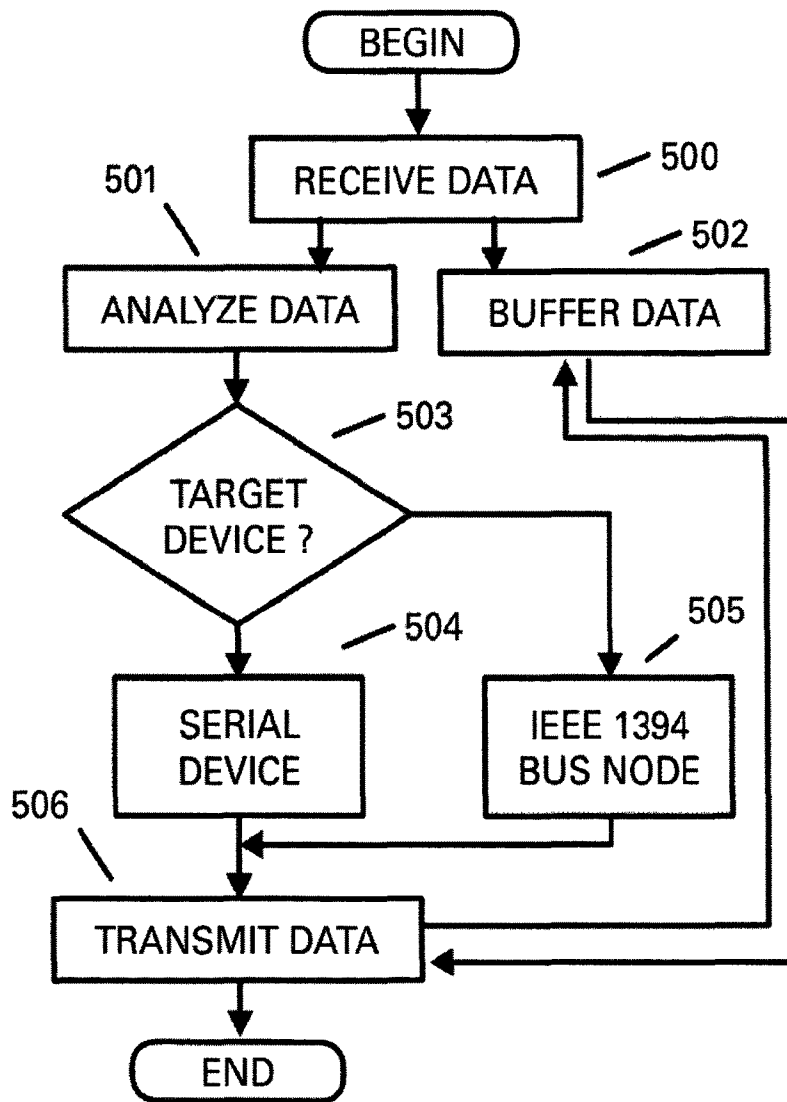 BEGIN
RECEIVE DATA
500
501
502
ANALYZE DATA
BUFFER DATA
503
TARGET
DEVICE ?
504
505
SERIAL
DEVICE
IEEE 1394
BUS NODE
506
TRANSMIT DATA
END